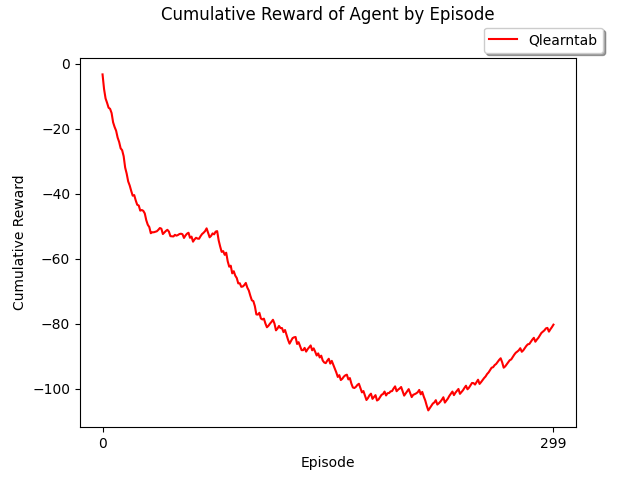 Cumulative Reward of Agent by Episode
Qlearntab
0
−20
−40
−60
−80
−100
Cumulative Reward
0
299
Episode